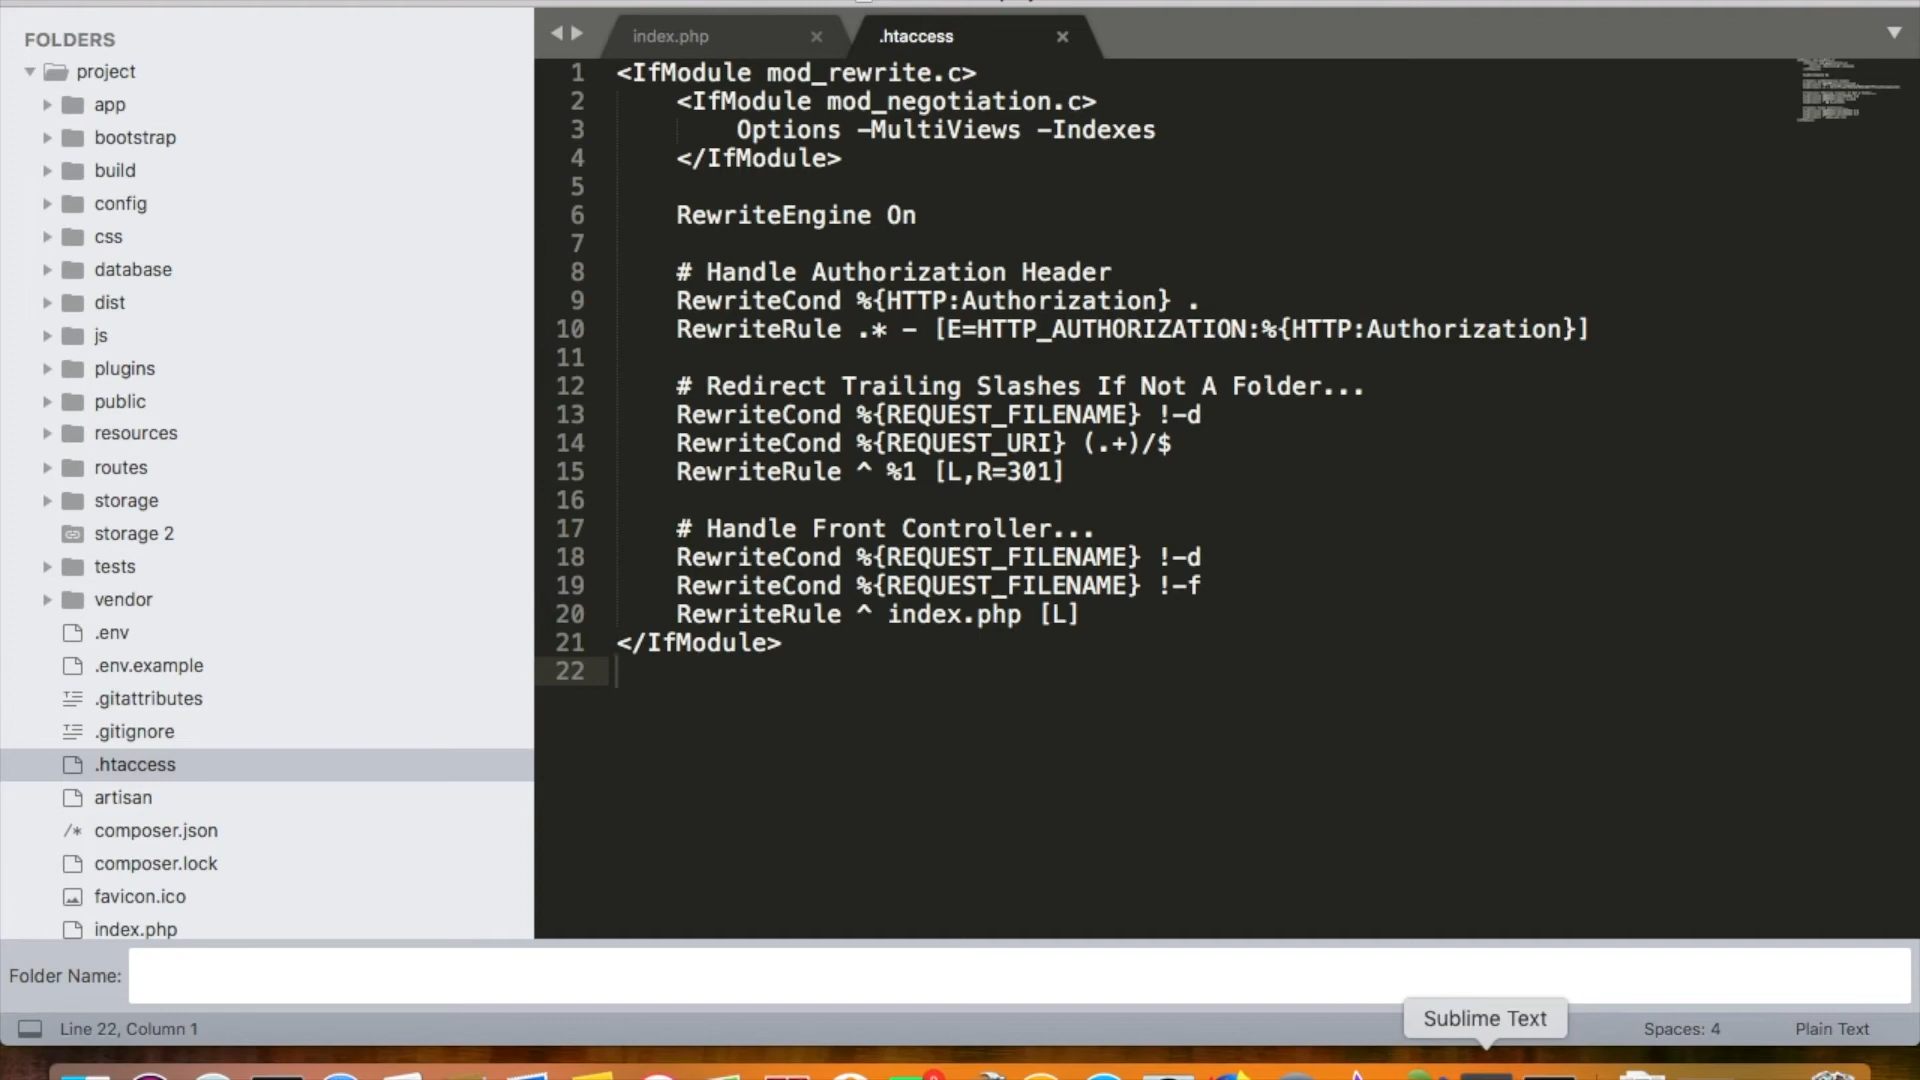 FOLDERS
project
app
bootstrap
build
config
css
database
dist
js
plugins
public
resources
routes
storage
storage 2
tests
vendor
.env
.env.example
.gitattributes
.gitignore
.htaccess
artisan
/* composer.json
composer.lock
favicon.ico
index.php
index.php
.htaccess
1 <IfModule mod_rewrite.c>
2 <IfModule mod_negotiation.c>
3 Options -MultiViews -Indexes
4 </IfModule>
5
6 RewriteEngine On
7
8 # Handle Authorization Header
9 RewriteCond %{HTTP:Authorization} .
10 RewriteRule .* - [E=HTTP_AUTHORIZATION:%{HTTP:Authorization}]
11
12 # Redirect Trailing Slashes If Not A Folder...
13 RewriteCond %{REQUEST_FILENAME} !-d
14 RewriteCond %{REQUEST_URI} (.+)/$
15 RewriteRule ^ %1 [L,R=301]
16
17 # Handle Front Controller...
18 RewriteCond %{REQUEST_FILENAME} !-d
19 RewriteCond %{REQUEST_FILENAME} !-f
20 RewriteRule ^ index.php [L]
21 </IfModule>
22
Folder Name:
Sublime Text
Line 22, Column 1
Spaces: 4
Plain Text